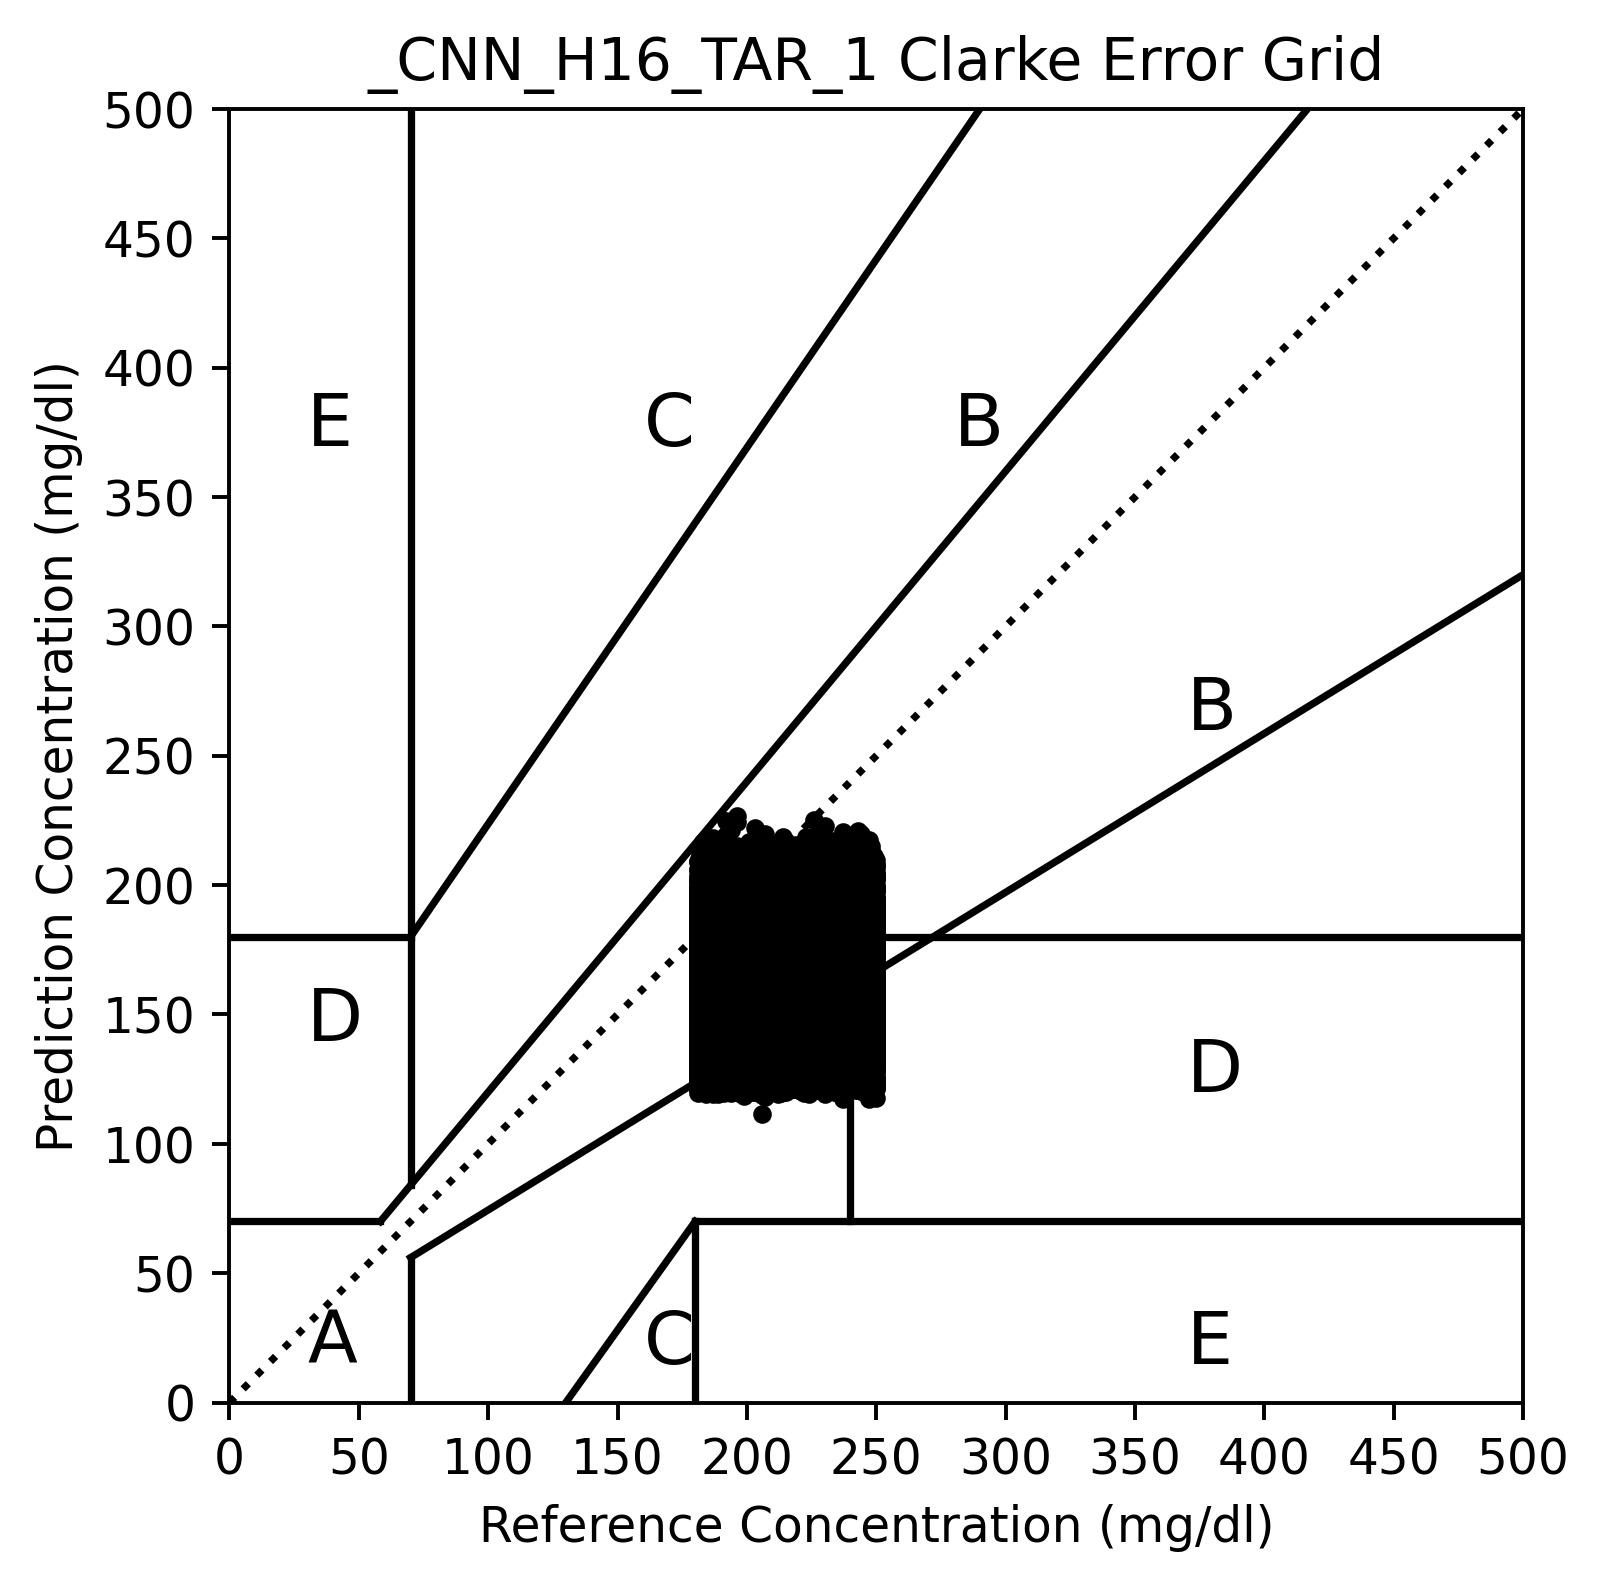 _CNN_H16_TAR_1 Clarke Error Grid
500
450
400
350
300
250
200
150
100
50
0
Prediction Concentration (mg/dl)
E
C
B
B
D
D
A
C
E
0 50 100 150 200 250 300 350 400 450 500
Reference Concentration (mg/dl)